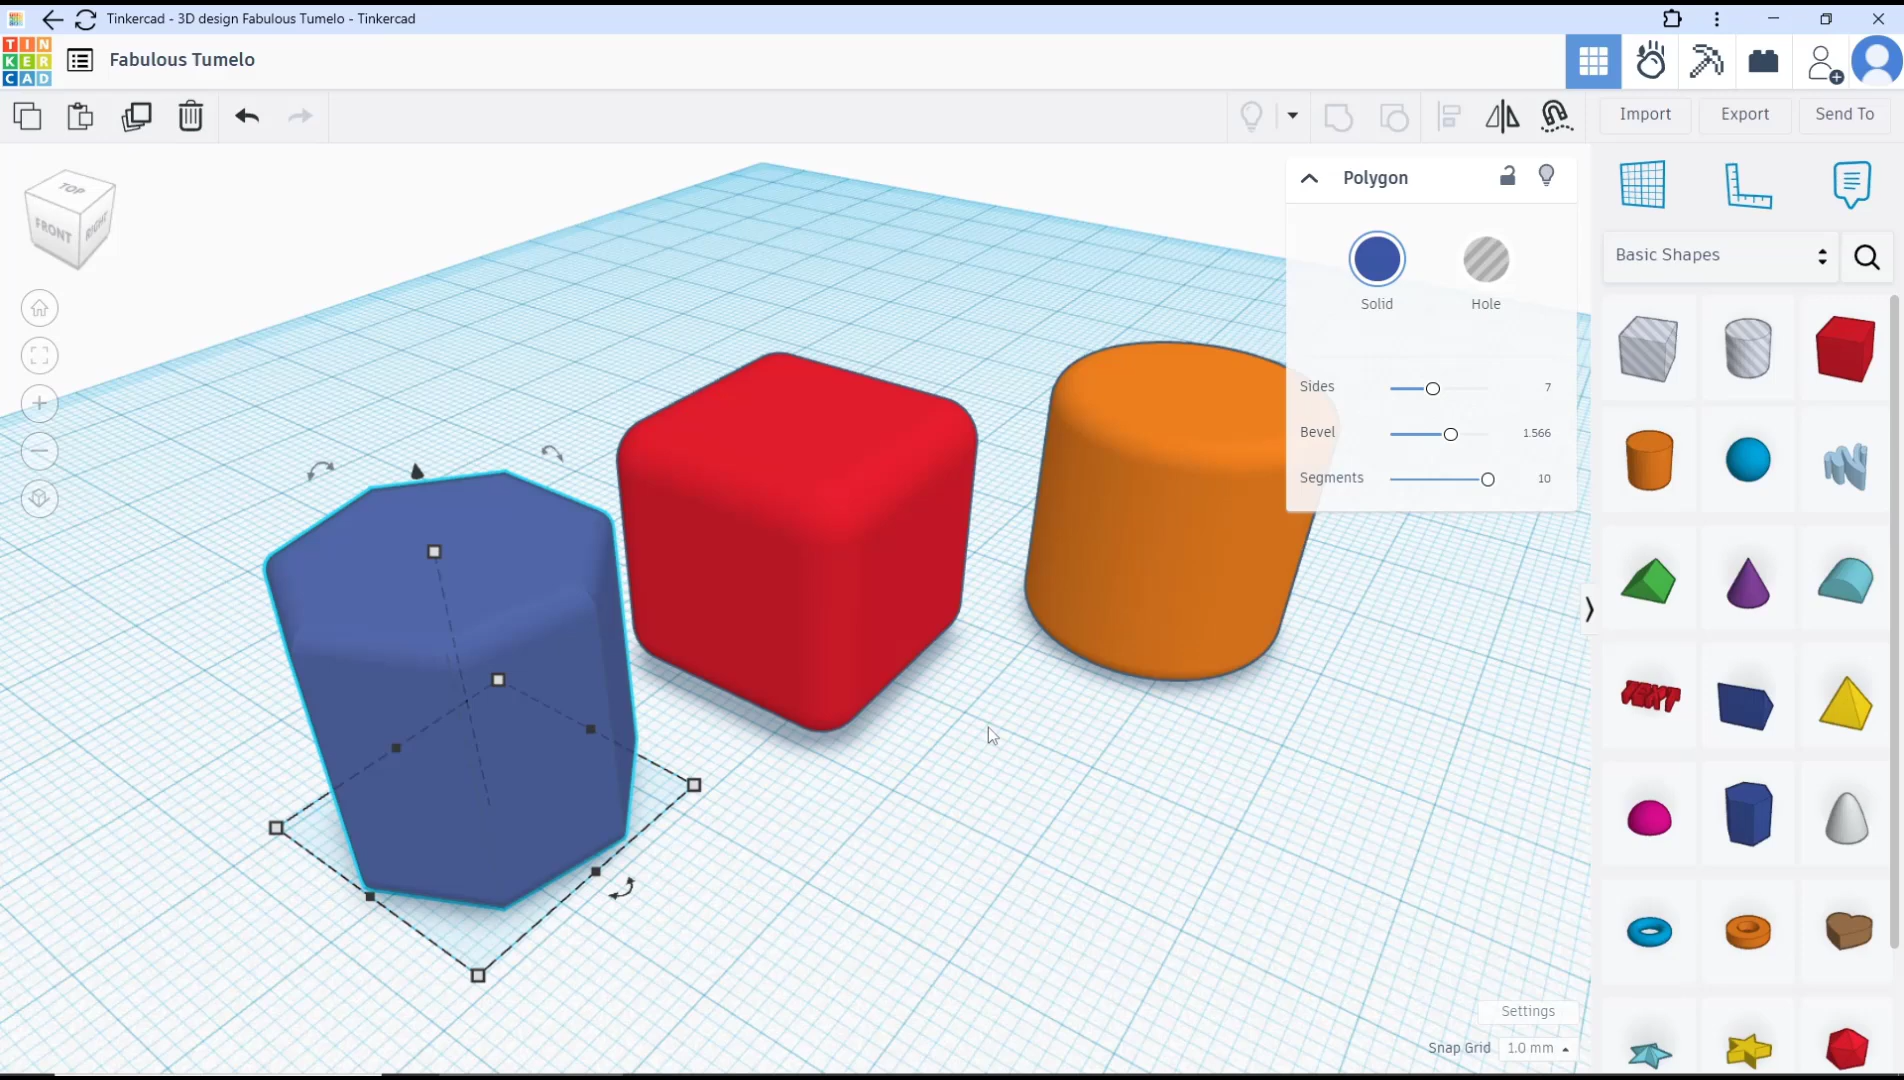 Tinkercad - 3D design Fabulous Tumelo - Tinkercad
TIN
KER
CAD
Fabulous Tumelo
Import
Export
Send To
TOP
FRONT
RIGHT
Polygon
Solid
Hole
Sides
7
Bevel
1.566
Segments
10
Basic Shapes
TEXT
Settings
Snap Grid
1.0 mm